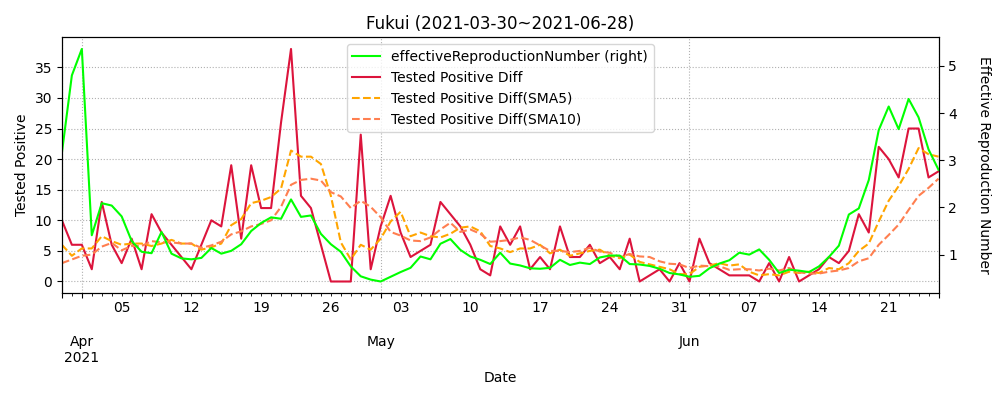 Fukui (2021-03-30~2021-06-28)
effectiveReproductionNumber (right)
Tested Positive Diff
Tested Positive Diff(SMA5)
Tested Positive Diff(SMA10)
Tested Positive
35
30
25
20
15
10
5
0
Effective Reproduction Number
5
4
3
2
1
05 12 19 26 03 10 17 24 31 07 14 21
Apr May Jun
2021
Date